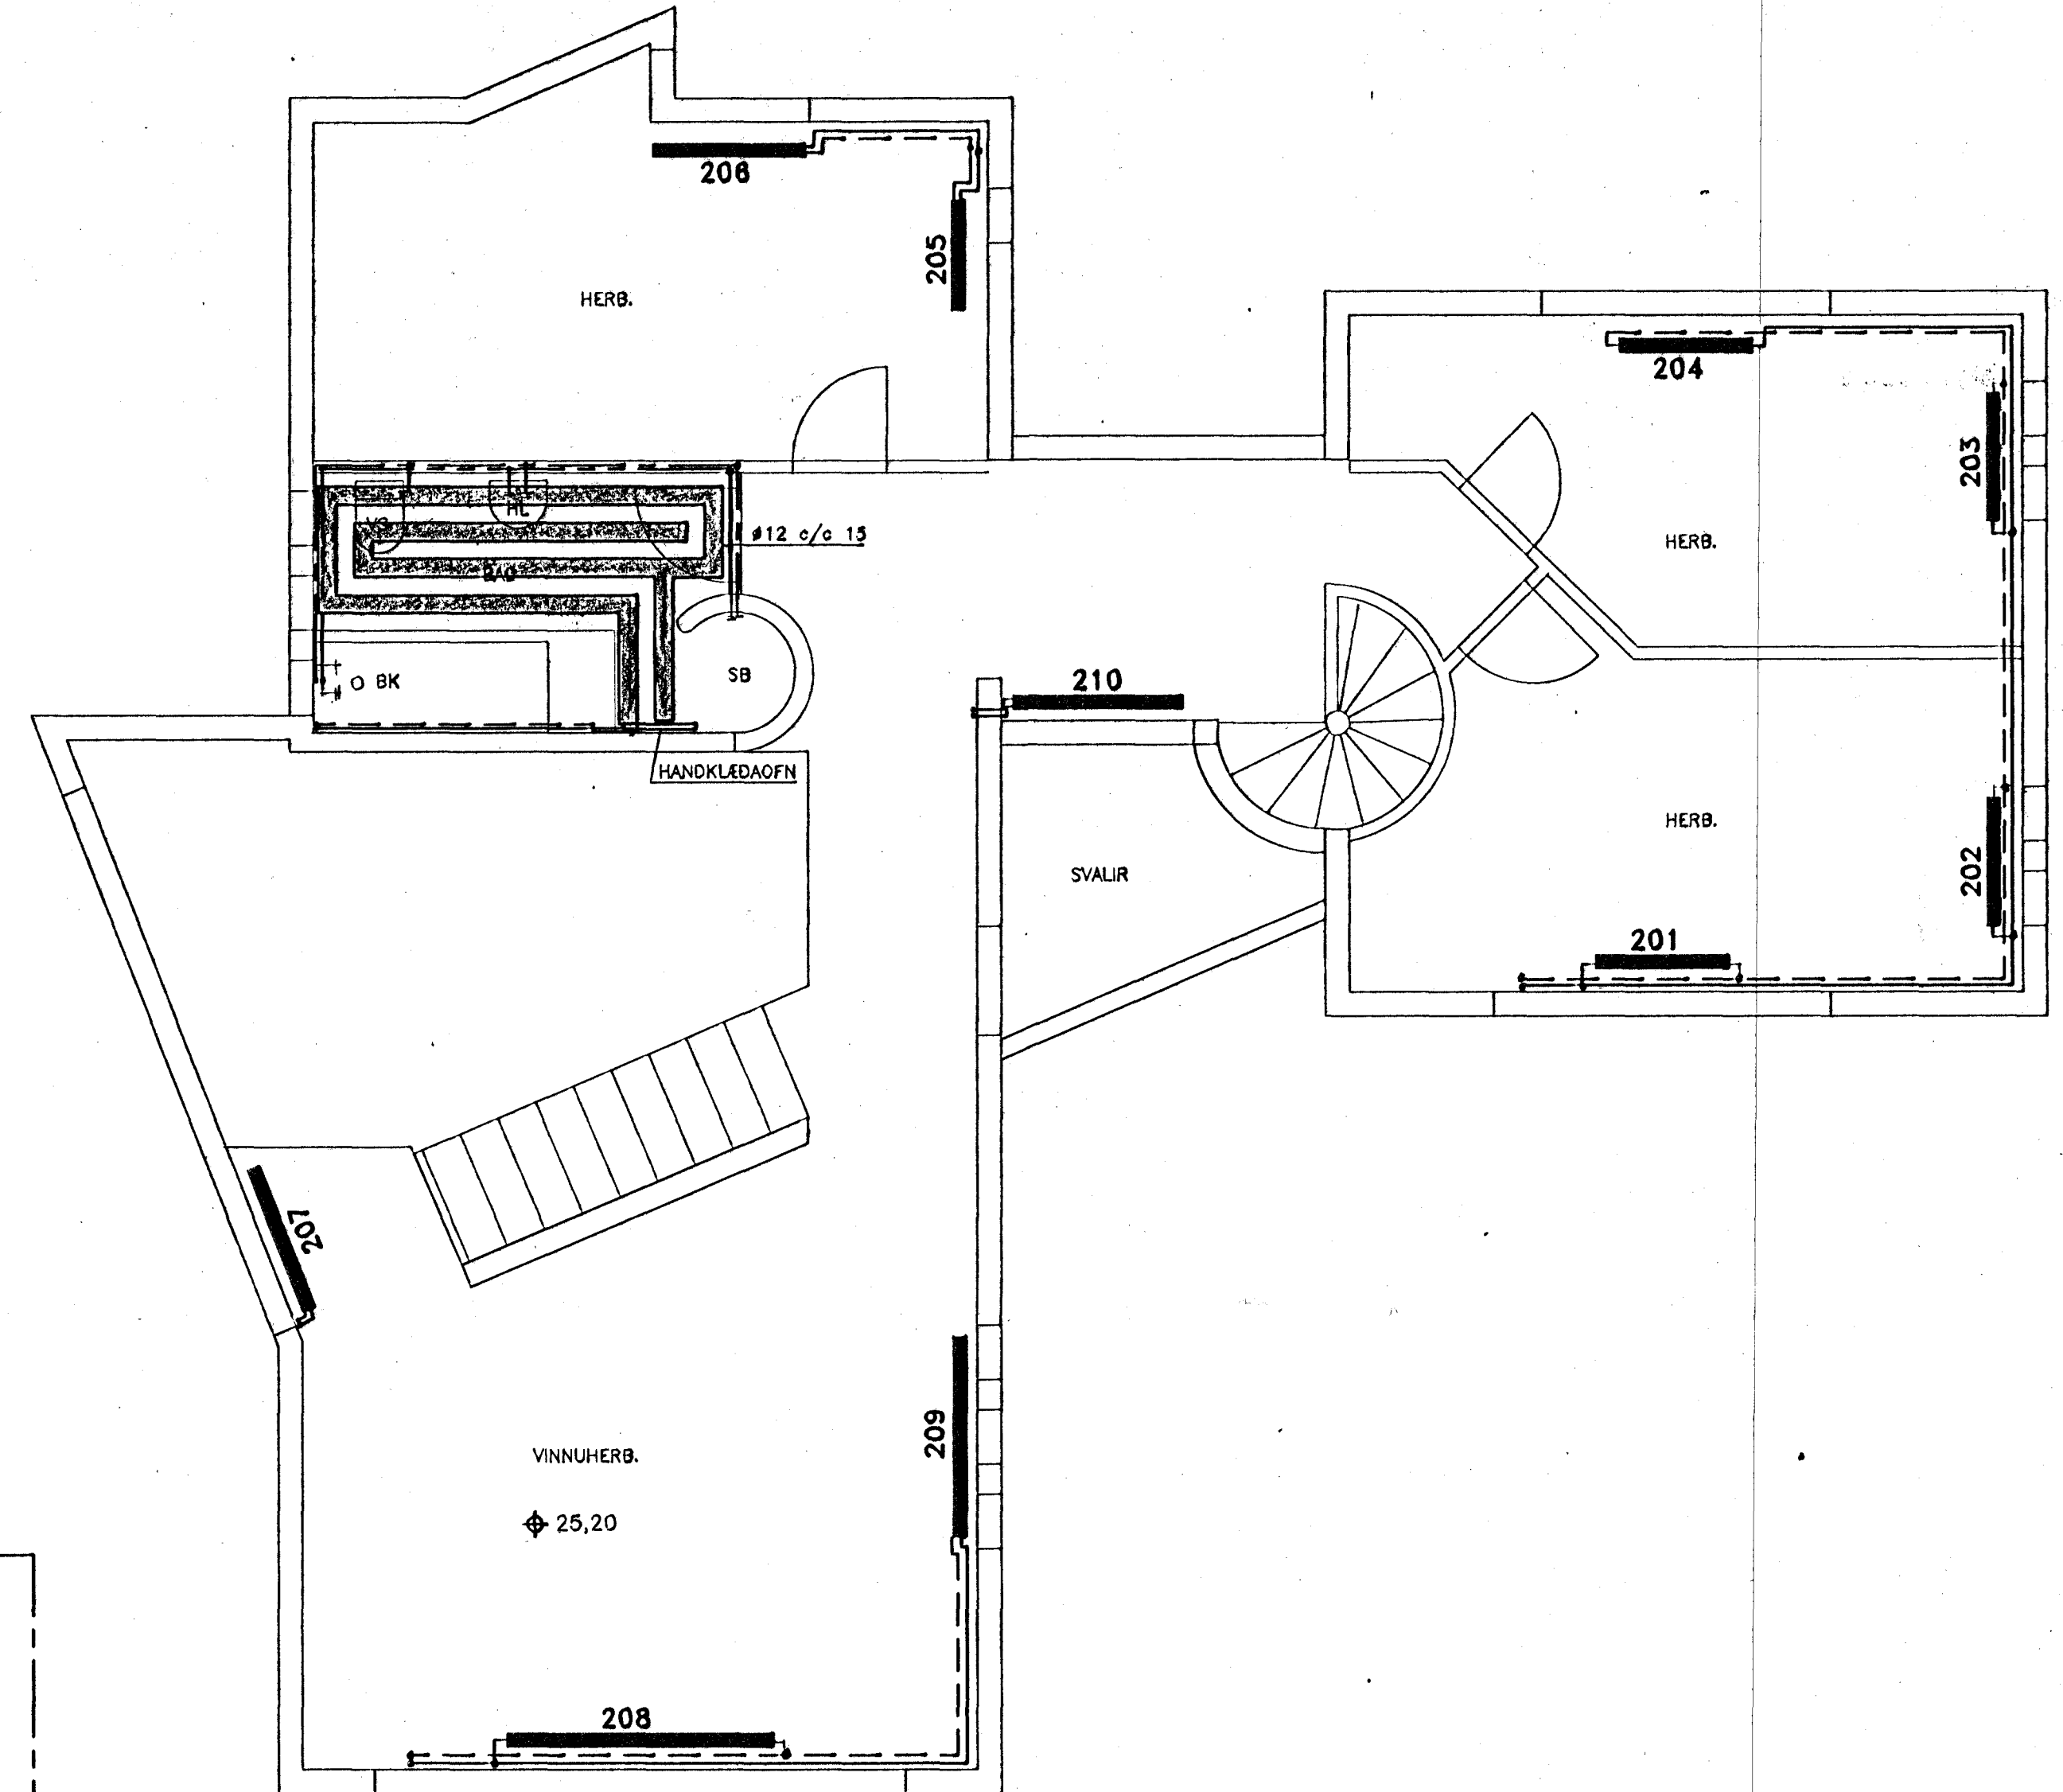 206
205
HERB.
204
203
HERB.
VS
HL
ø12 c/c 15
BAÐ
O BK
SB
210
HANDKLÆÐAOFN
HERB.
202
SVALIR
201
207
209
VINNUHERB.
25,20
208